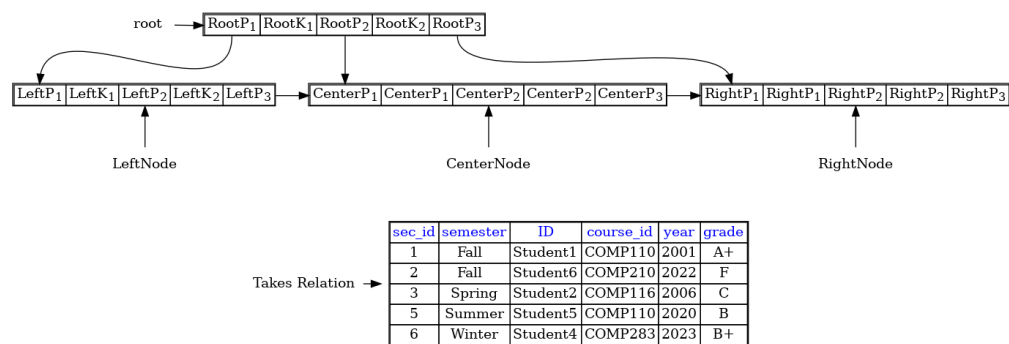 root RootP₁ RootK₁ RootP₂ RootK₂ RootP₃
LeftP₁ LeftK₁ LeftP₂ LeftK₂ LeftP₃ CenterP₁ CenterP₁ CenterP₂ CenterP₂ CenterP₃ RightP₁ RightP₁ RightP₂ RightP₂ RightP₃
LeftNode CenterNode RightNode
sec_id semester ID course_id year grade
1 Fall Student1 COMP110 2001 A+
2 Fall Student6 COMP210 2022 F
Takes Relation 3 Spring Student2 COMP116 2006 C
5 Summer Student5 COMP110 2020 B
6 Winter Student4 COMP283 2023 B+